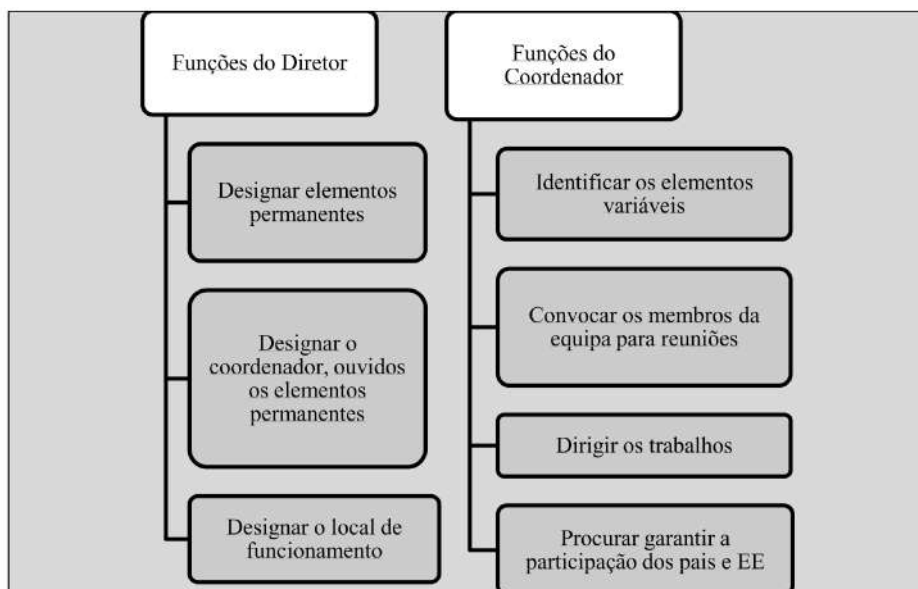 Funções do Diretor
Designar elementos
permanentes
Designar o
coordenador, ouvidos
os elementos
permanentes
Designar o local de
funcionamento
Funções do
Coordenador
Identificar os elementos
variáveis
Convocar os membros da
equipa para reuniões
Dirigir os trabalhos
Procurar garantir a
participação dos pais e EE